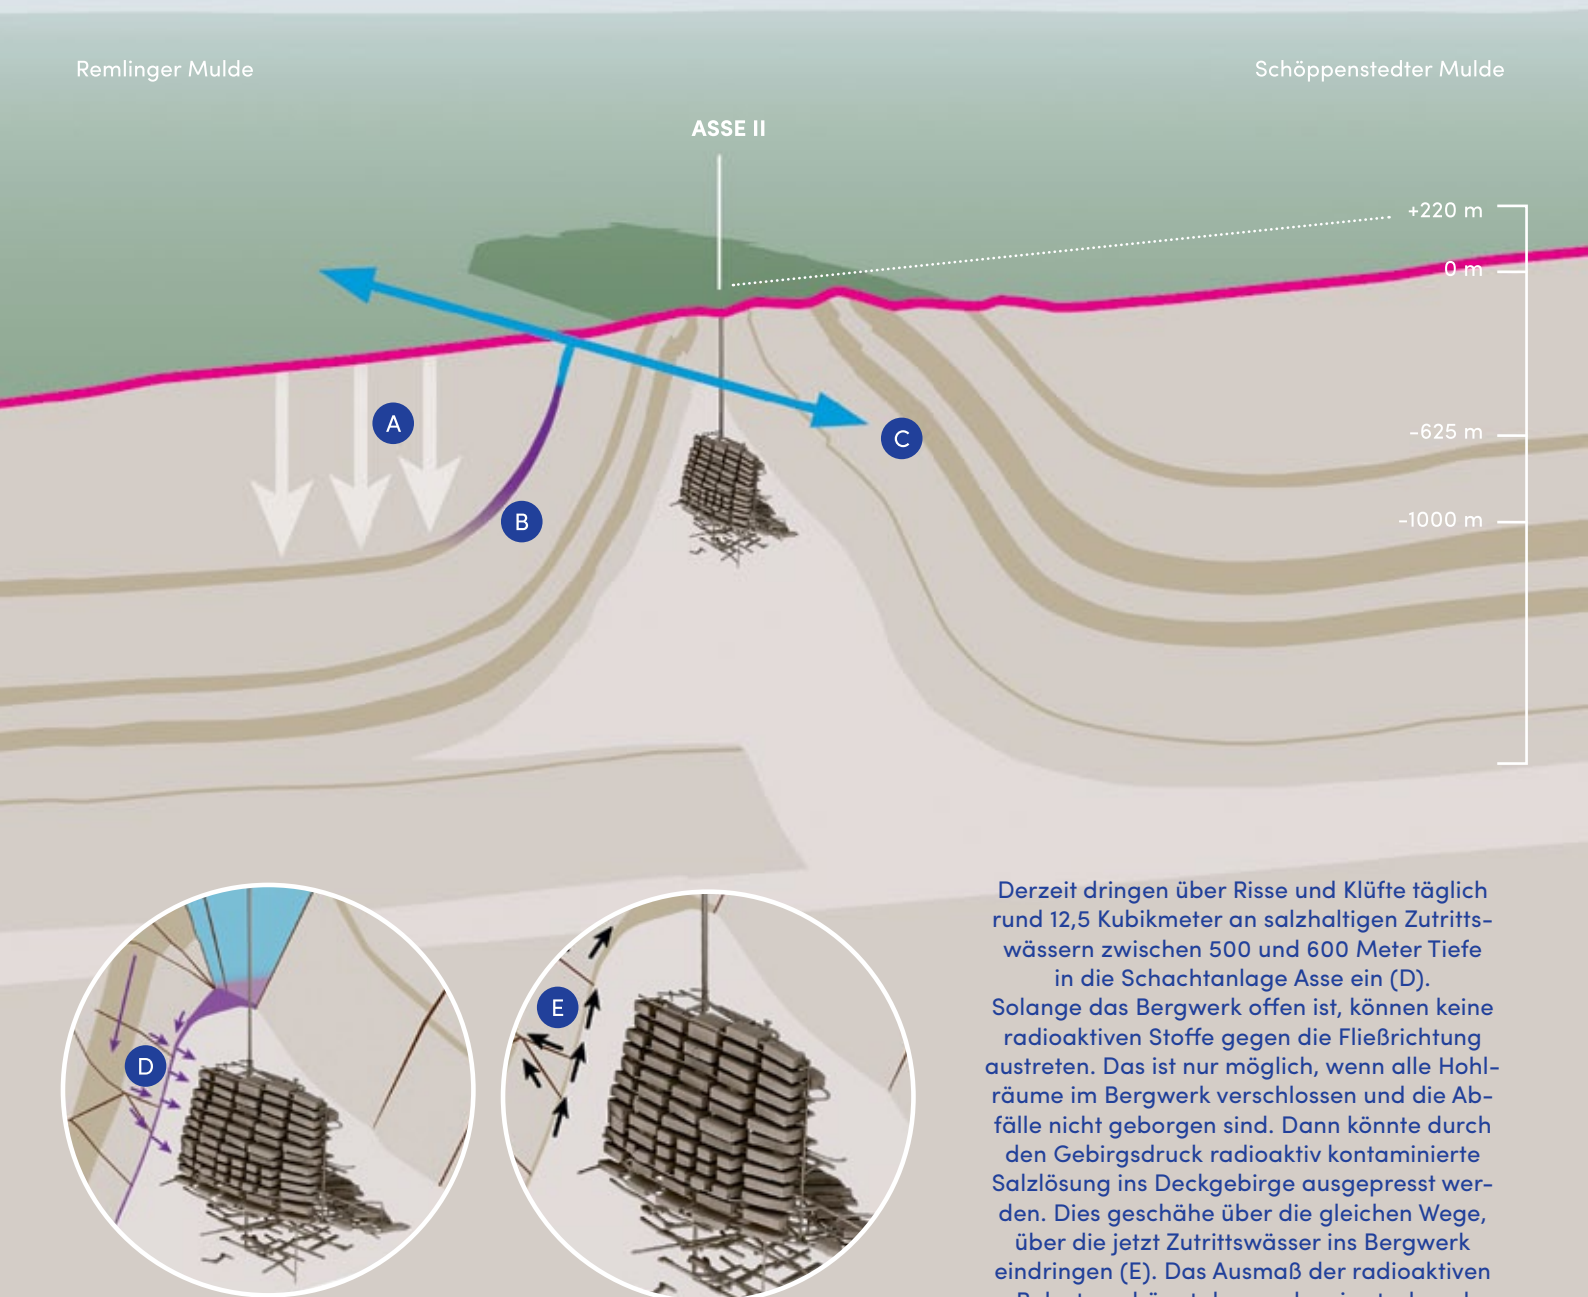 Remlinger Mulde
Schöppenstedter Mulde
ASSE II
+220 m
0 m
-625 m
-1000 m
A
B
C
D
E
Derzeit dringen über Risse und Klüfte täglich
rund 12,5 Kubikmeter an salzhaltigen Zutritts-
wässern zwischen 500 und 600 Meter Tiefe
in die Schachtanlage Asse ein (D).
Solange das Bergwerk offen ist, können keine
radioaktiven Stoffe gegen die Fließrichtung
austreten. Das ist nur möglich, wenn alle Hohl-
räume im Bergwerk verschlossen und die Ab-
fälle nicht geborgen sind. Dann könnte durch
den Gebirgsdruck radioaktiv kontaminierte
Salzlösung ins Deckgebirge ausgepresst wer-
den. Dies geschähe über die gleichen Wege,
über die jetzt Zutrittswässer ins Bergwerk
eindringen (E). Das Ausmaß der radioaktiven